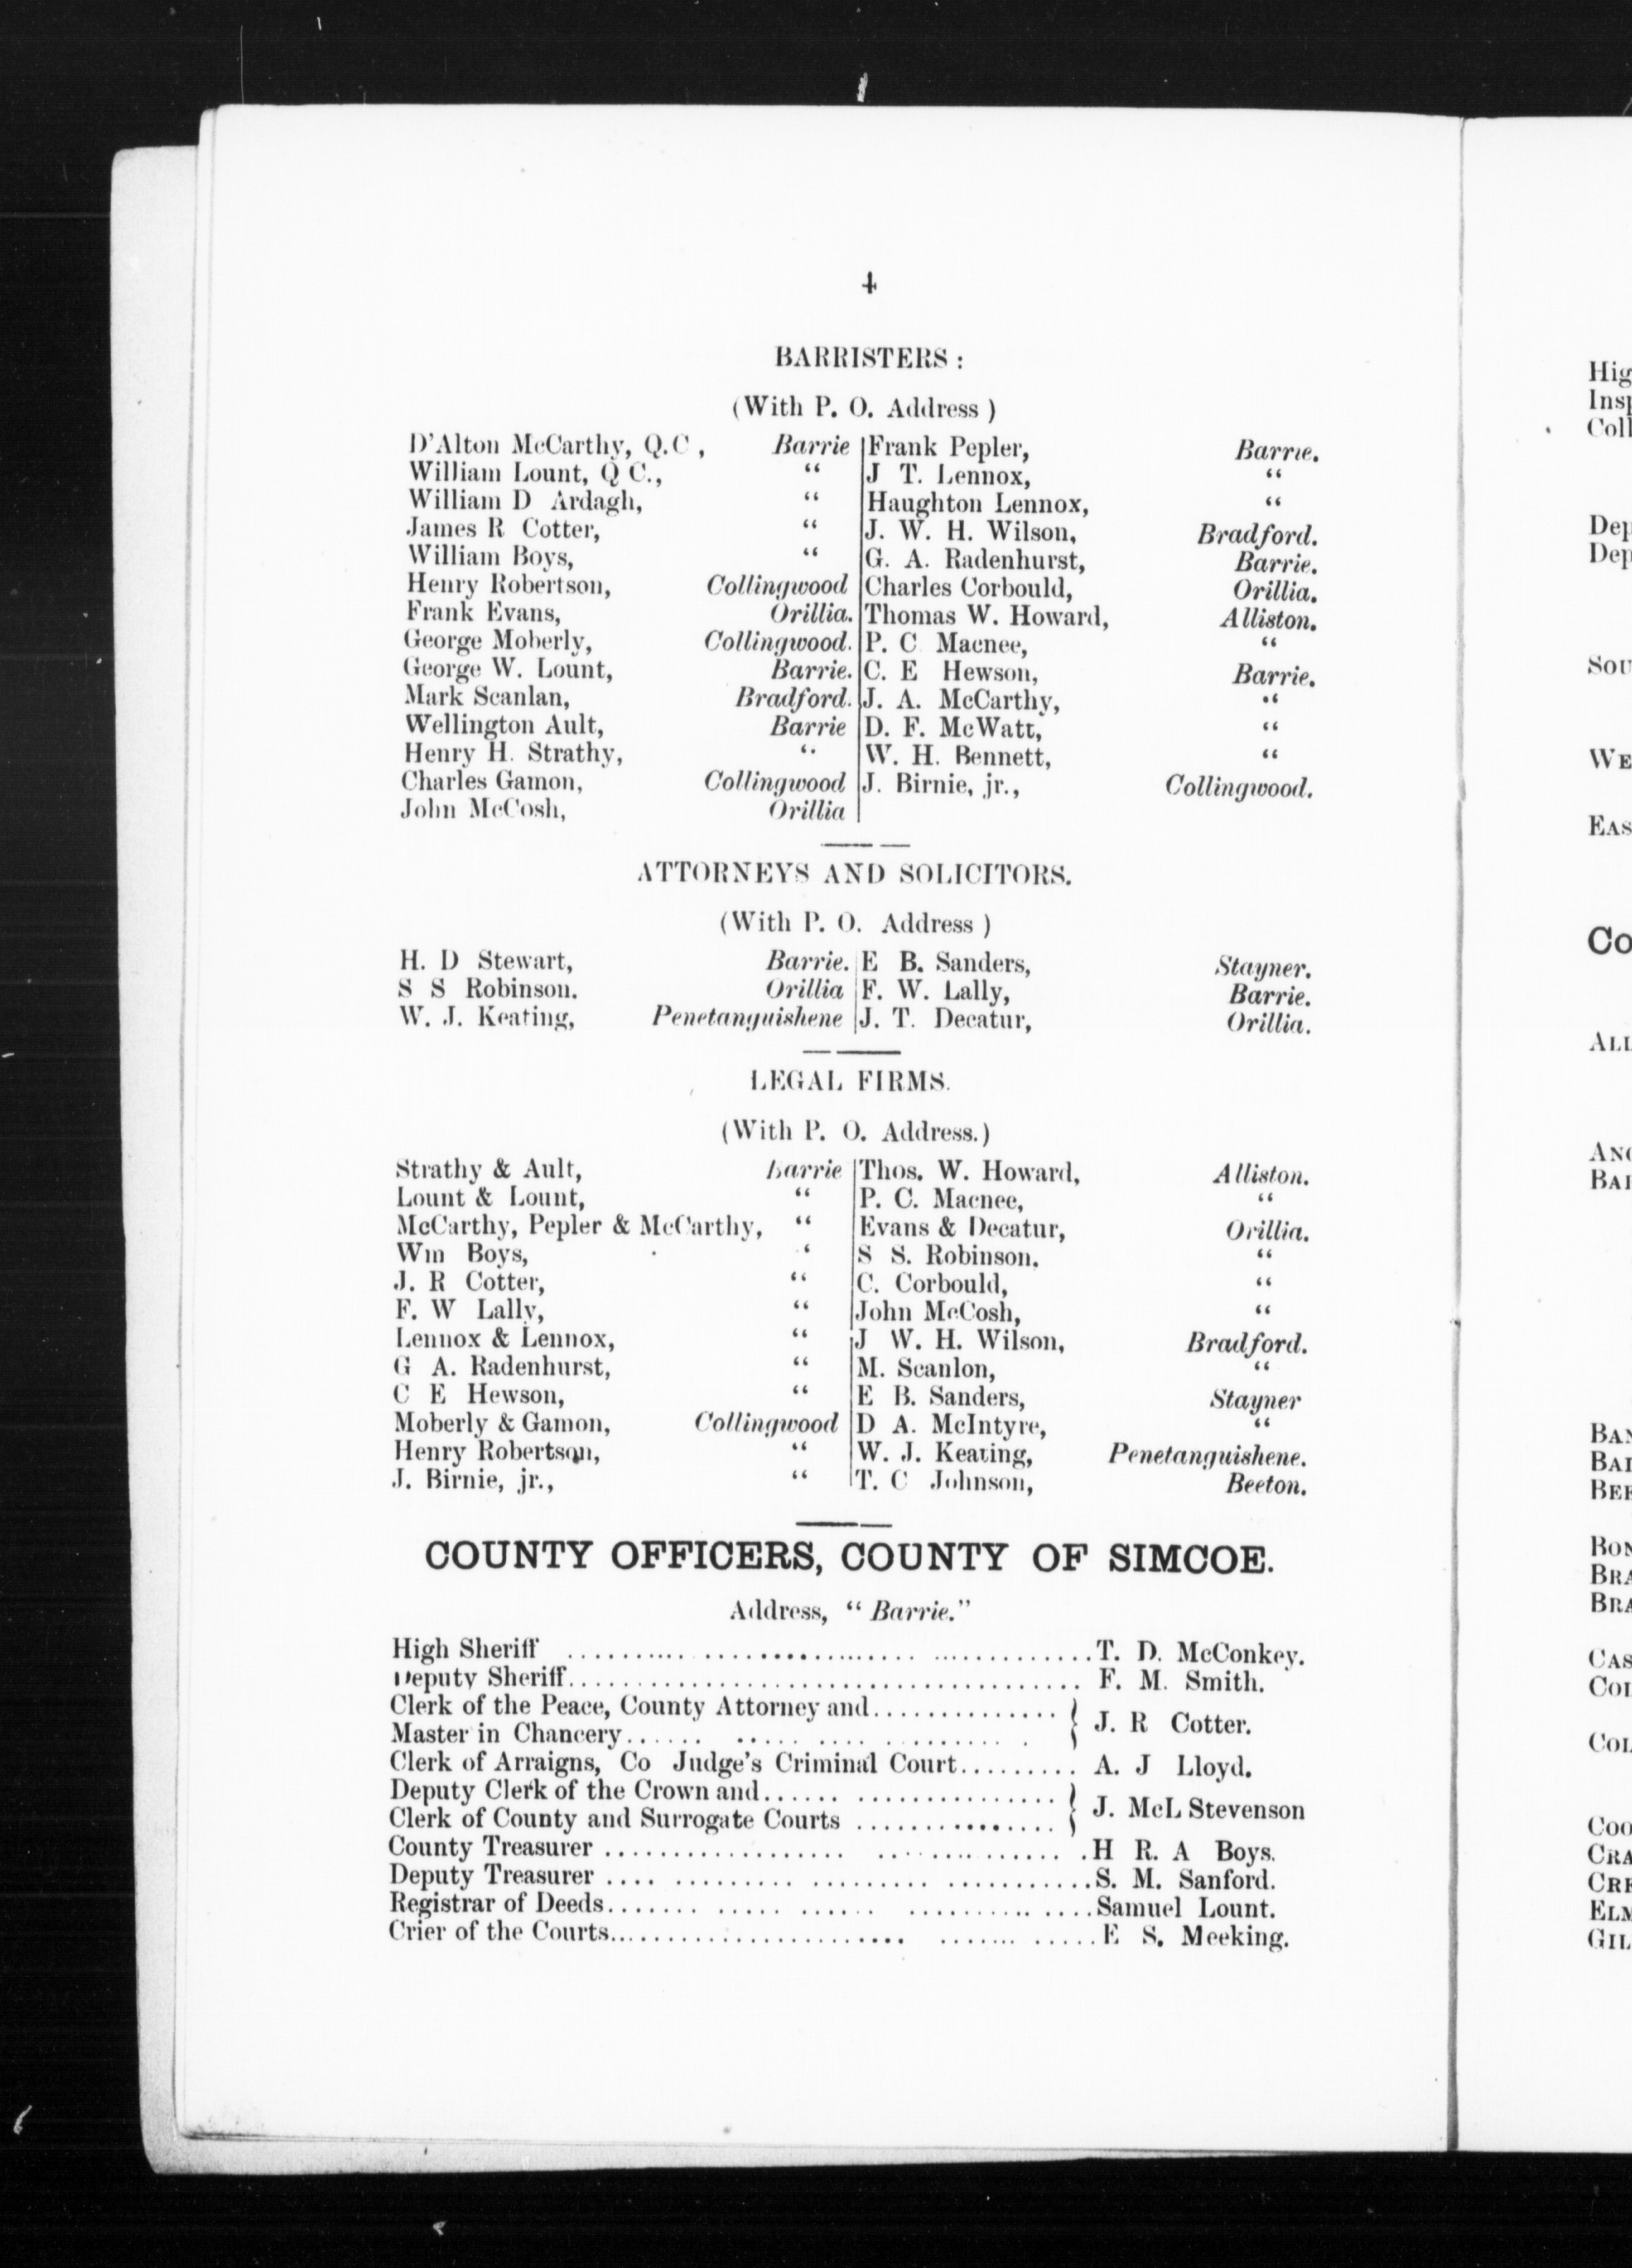 4
BARRISTERS :
(With P. O. Address )
D'Alton McCarthy, Q.C , Barrie
William Lount, Q C., "
William D Ardagh, "
James R Cotter, "
William Boys, "
Henry Robertson, Collingwood
Frank Evans, Orillia.
George Moberly, Collingwood.
George W. Lount, Barrie.
Mark Scanlan, Bradford.
Wellington Ault, Barrie
Henry H. Strathy, "
Charles Gamon, Collingwood
John McCosh, Orillia
Frank Pepler, Barrie.
J T. Lennox, "
Haughton Lennox, "
J. W. H. Wilson, Bradford.
G. A. Radenhurst, Barrie.
Charles Corbould, Orillia.
Thomas W. Howard, Alliston.
P. C Macnee, "
C. E Hewson, Barrie.
J. A. McCarthy, "
D. F. McWatt, "
W. H. Bennett, "
J. Birnie, jr., Collingwood.
ATTORNEYS AND SOLICITORS.
(With P. O. Address )
H. D Stewart, Barrie.
S S Robinson. Orillia
W. J. Keating, Penetanguishene
E B. Sanders, Stayner.
F. W. Lally, Barrie.
J. T. Decatur, Orillia.
LEGAL FIRMS.
(With P. O. Address.)
Strathy & Ault, Barrie
Lount & Lount, "
McCarthy, Pepler & McCarthy, "
Wm Boys, "
J. R Cotter, "
F. W Lally, "
Lennox & Lennox, "
G A. Radenhurst, "
C E Hewson, "
Moberly & Gamon, Collingwood
Henry Robertson, "
J. Birnie, jr., "
Thos. W. Howard, Alliston.
P. C. Macnee, "
Evans & Decatur, Orillia.
S S. Robinson. "
C. Corbould, "
John McCosh, "
J W. H. Wilson, Bradford.
M. Scanlon, "
E B. Sanders, Stayner
D A. McIntyre, "
W. J. Keating, Penetanguishene.
T. C Johnson, Beeton.
COUNTY OFFICERS, COUNTY OF SIMCOE.
Address, " Barrie."
High Sheriff ........................................ T. D. McConkey.
Deputy Sheriff........................................ F. M. Smith.
Clerk of the Peace, County Attorney and..............
Master in Chancery........................ } J. R Cotter.
Clerk of Arraigns, Co Judge's Criminal Court......... A. J Lloyd.
Deputy Clerk of the Crown and.....................
Clerk of County and Surrogate Courts ............... } J. McL Stevenson
County Treasurer .................................. H R. A Boys.
Deputy Treasurer .................................. S. M. Sanford.
Registrar of Deeds.................................. Samuel Lount.
Crier of the Courts.................................. E S. Meeking.